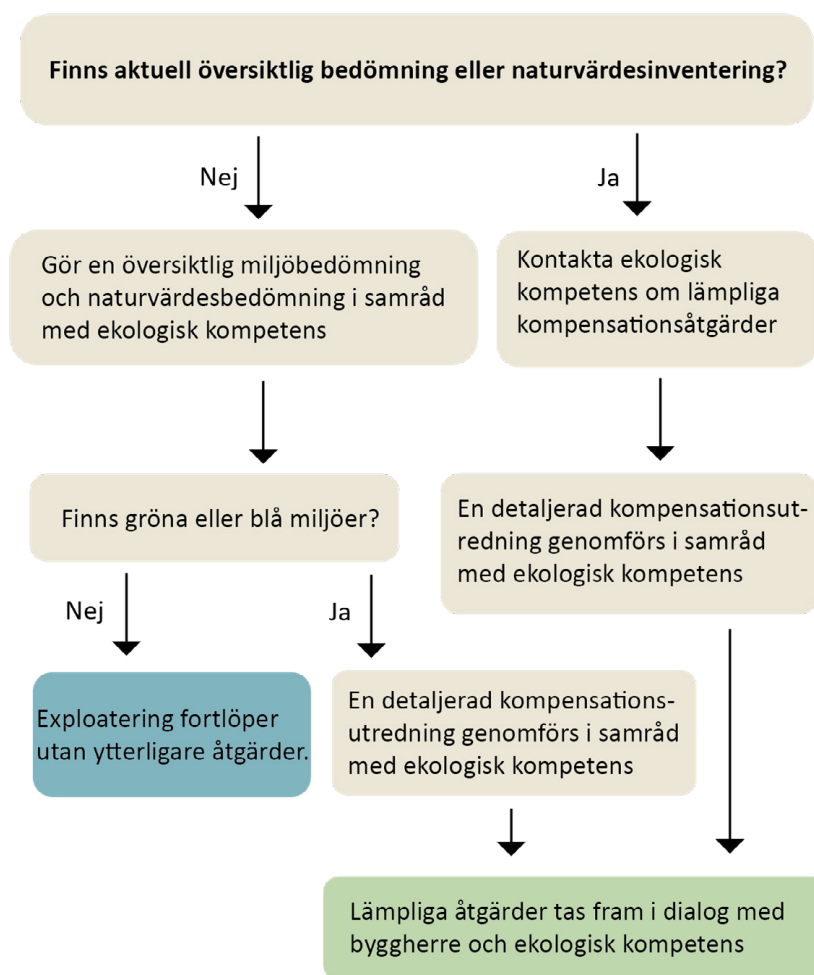 Finns aktuell översiktlig bedömning eller naturvärdesinventering?
Nej
Ja
Gör en översiktlig miljöbedömning
och naturvärdesbedömning i samråd
med ekologisk kompetens
Kontakta ekologisk
kompetens om lämpliga
kompensationsåtgärder
Finns gröna eller blå miljöer?
En detaljerad kompensationsut-
redning genomförs i samråd
med ekologisk kompetens
Nej
Ja
Exploatering fortlöper
utan ytterligare åtgärder.
En detaljerad kompensations-
utredning genomförs i samråd
med ekologisk kompetens
Lämpliga åtgärder tas fram i dialog med
byggherre och ekologisk kompetens